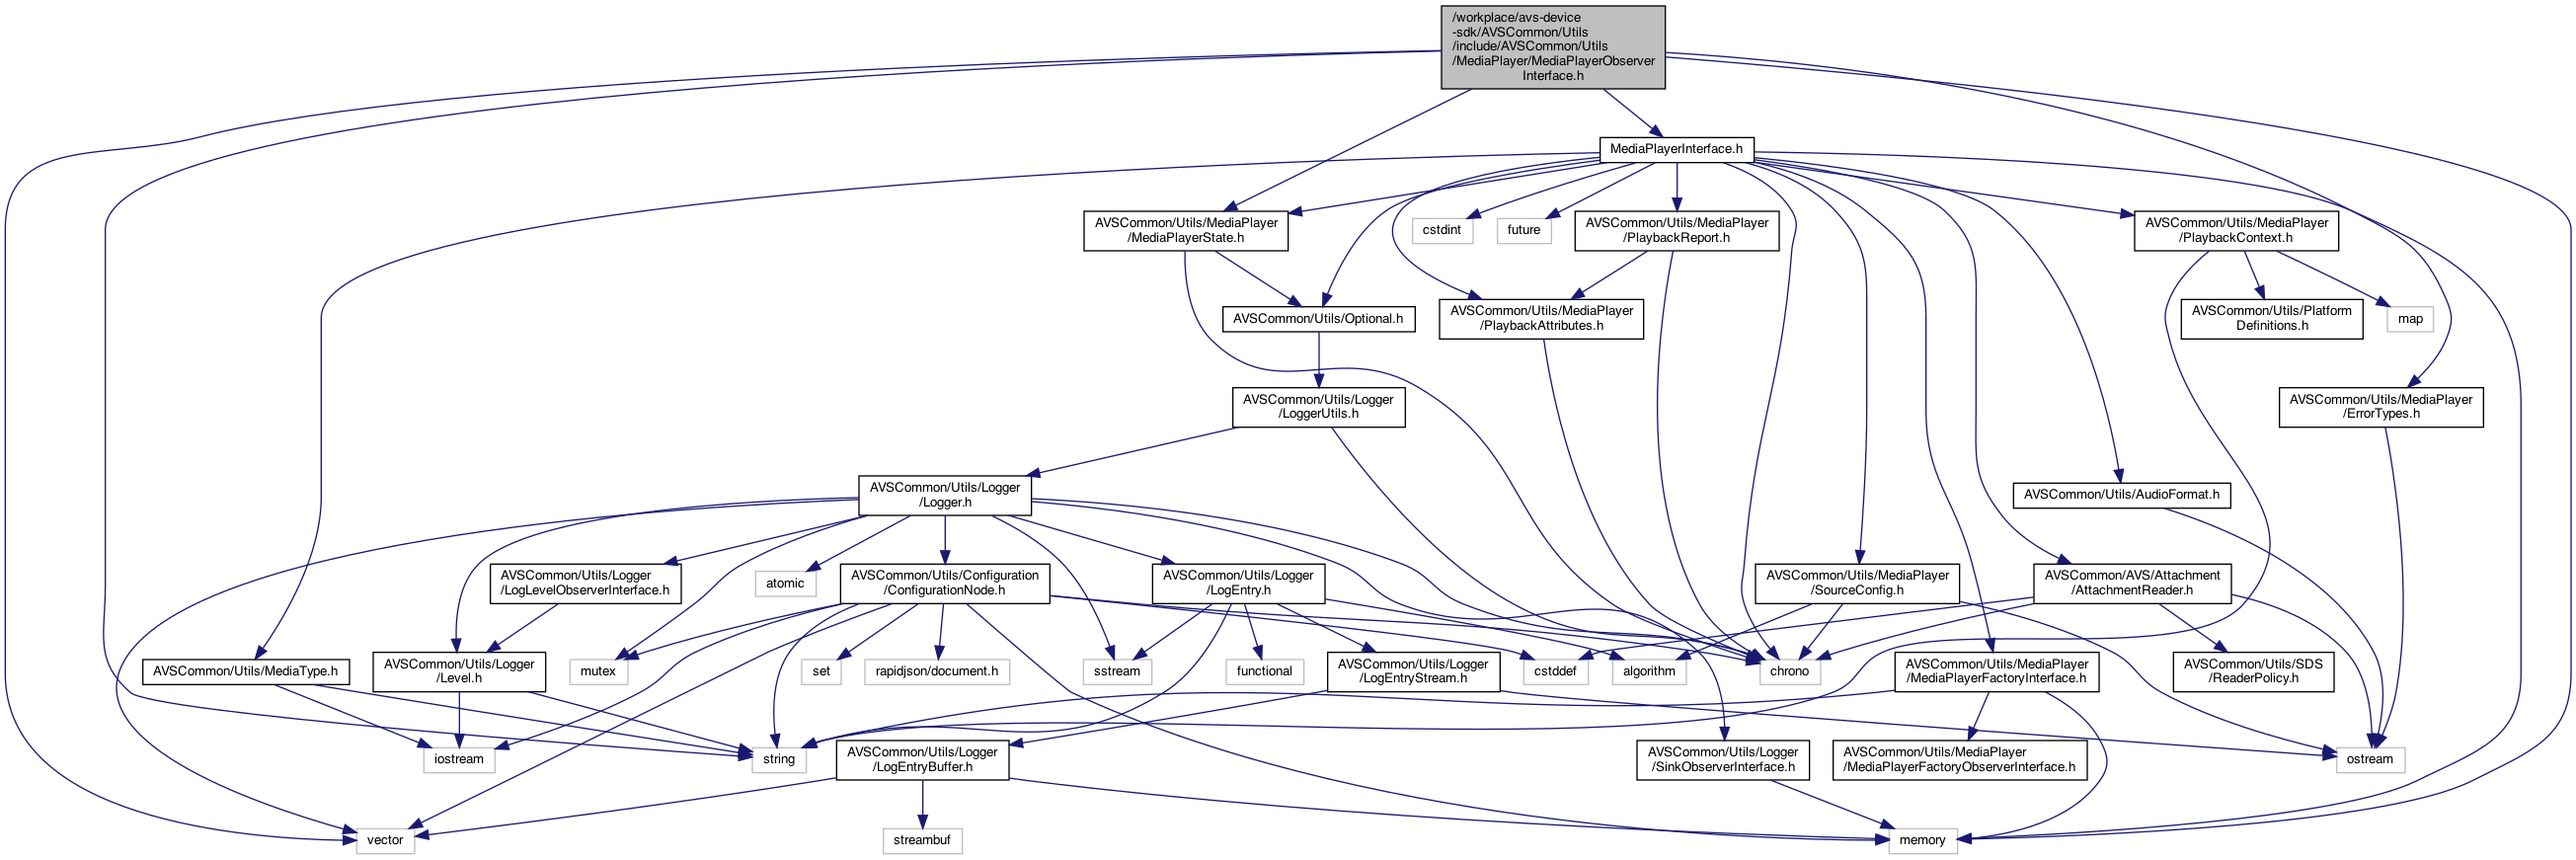 /workplace/avs-device
-sdk/AVSCommon/Utils
/include/AVSCommon/Utils
/MediaPlayer/MediaPlayerObserver
Interface.h
MediaPlayerInterface.h
AVSCommon/Utils/MediaPlayer
/MediaPlayerState.h
cstdint
future
AVSCommon/Utils/MediaPlayer
/PlaybackReport.h
AVSCommon/Utils/MediaPlayer
/PlaybackContext.h
AVSCommon/Utils/Optional.h
AVSCommon/Utils/MediaPlayer
/PlaybackAttributes.h
AVSCommon/Utils/Platform
Definitions.h
map
AVSCommon/Utils/Logger
/LoggerUtils.h
AVSCommon/Utils/MediaPlayer
/ErrorTypes.h
AVSCommon/Utils/Logger
/Logger.h
AVSCommon/Utils/AudioFormat.h
AVSCommon/Utils/Logger
/LogLevelObserverInterface.h
atomic
AVSCommon/Utils/Configuration
/ConfigurationNode.h
AVSCommon/Utils/Logger
/LogEntry.h
AVSCommon/Utils/MediaPlayer
/SourceConfig.h
AVSCommon/AVS/Attachment
/AttachmentReader.h
AVSCommon/Utils/MediaType.h
AVSCommon/Utils/Logger
/Level.h
mutex
set
rapidjson/document.h
sstream
functional
AVSCommon/Utils/Logger
/LogEntryStream.h
cstddef
algorithm
chrono
AVSCommon/Utils/MediaPlayer
/MediaPlayerFactoryInterface.h
AVSCommon/Utils/SDS
/ReaderPolicy.h
iostream
string
AVSCommon/Utils/Logger
/LogEntryBuffer.h
AVSCommon/Utils/Logger
/SinkObserverInterface.h
AVSCommon/Utils/MediaPlayer
/MediaPlayerFactoryObserverInterface.h
ostream
vector
streambuf
memory